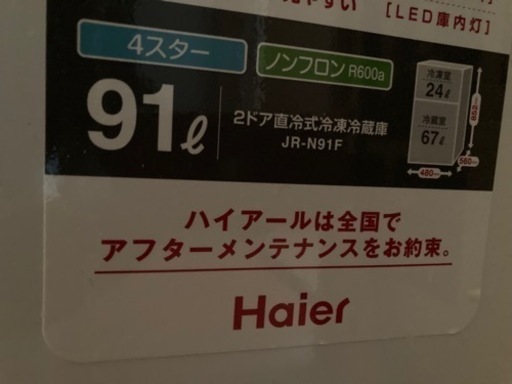 [LED庫内灯]
4スター
ノンフロン R600a
91ℓ
2ドア直冷式冷凍冷蔵庫
JR-N91F
冷凍室
24ℓ
冷蔵室
67ℓ
480mm
560mm
ハイアールは全国で
アフターメンテナンスをお約束。
Haier